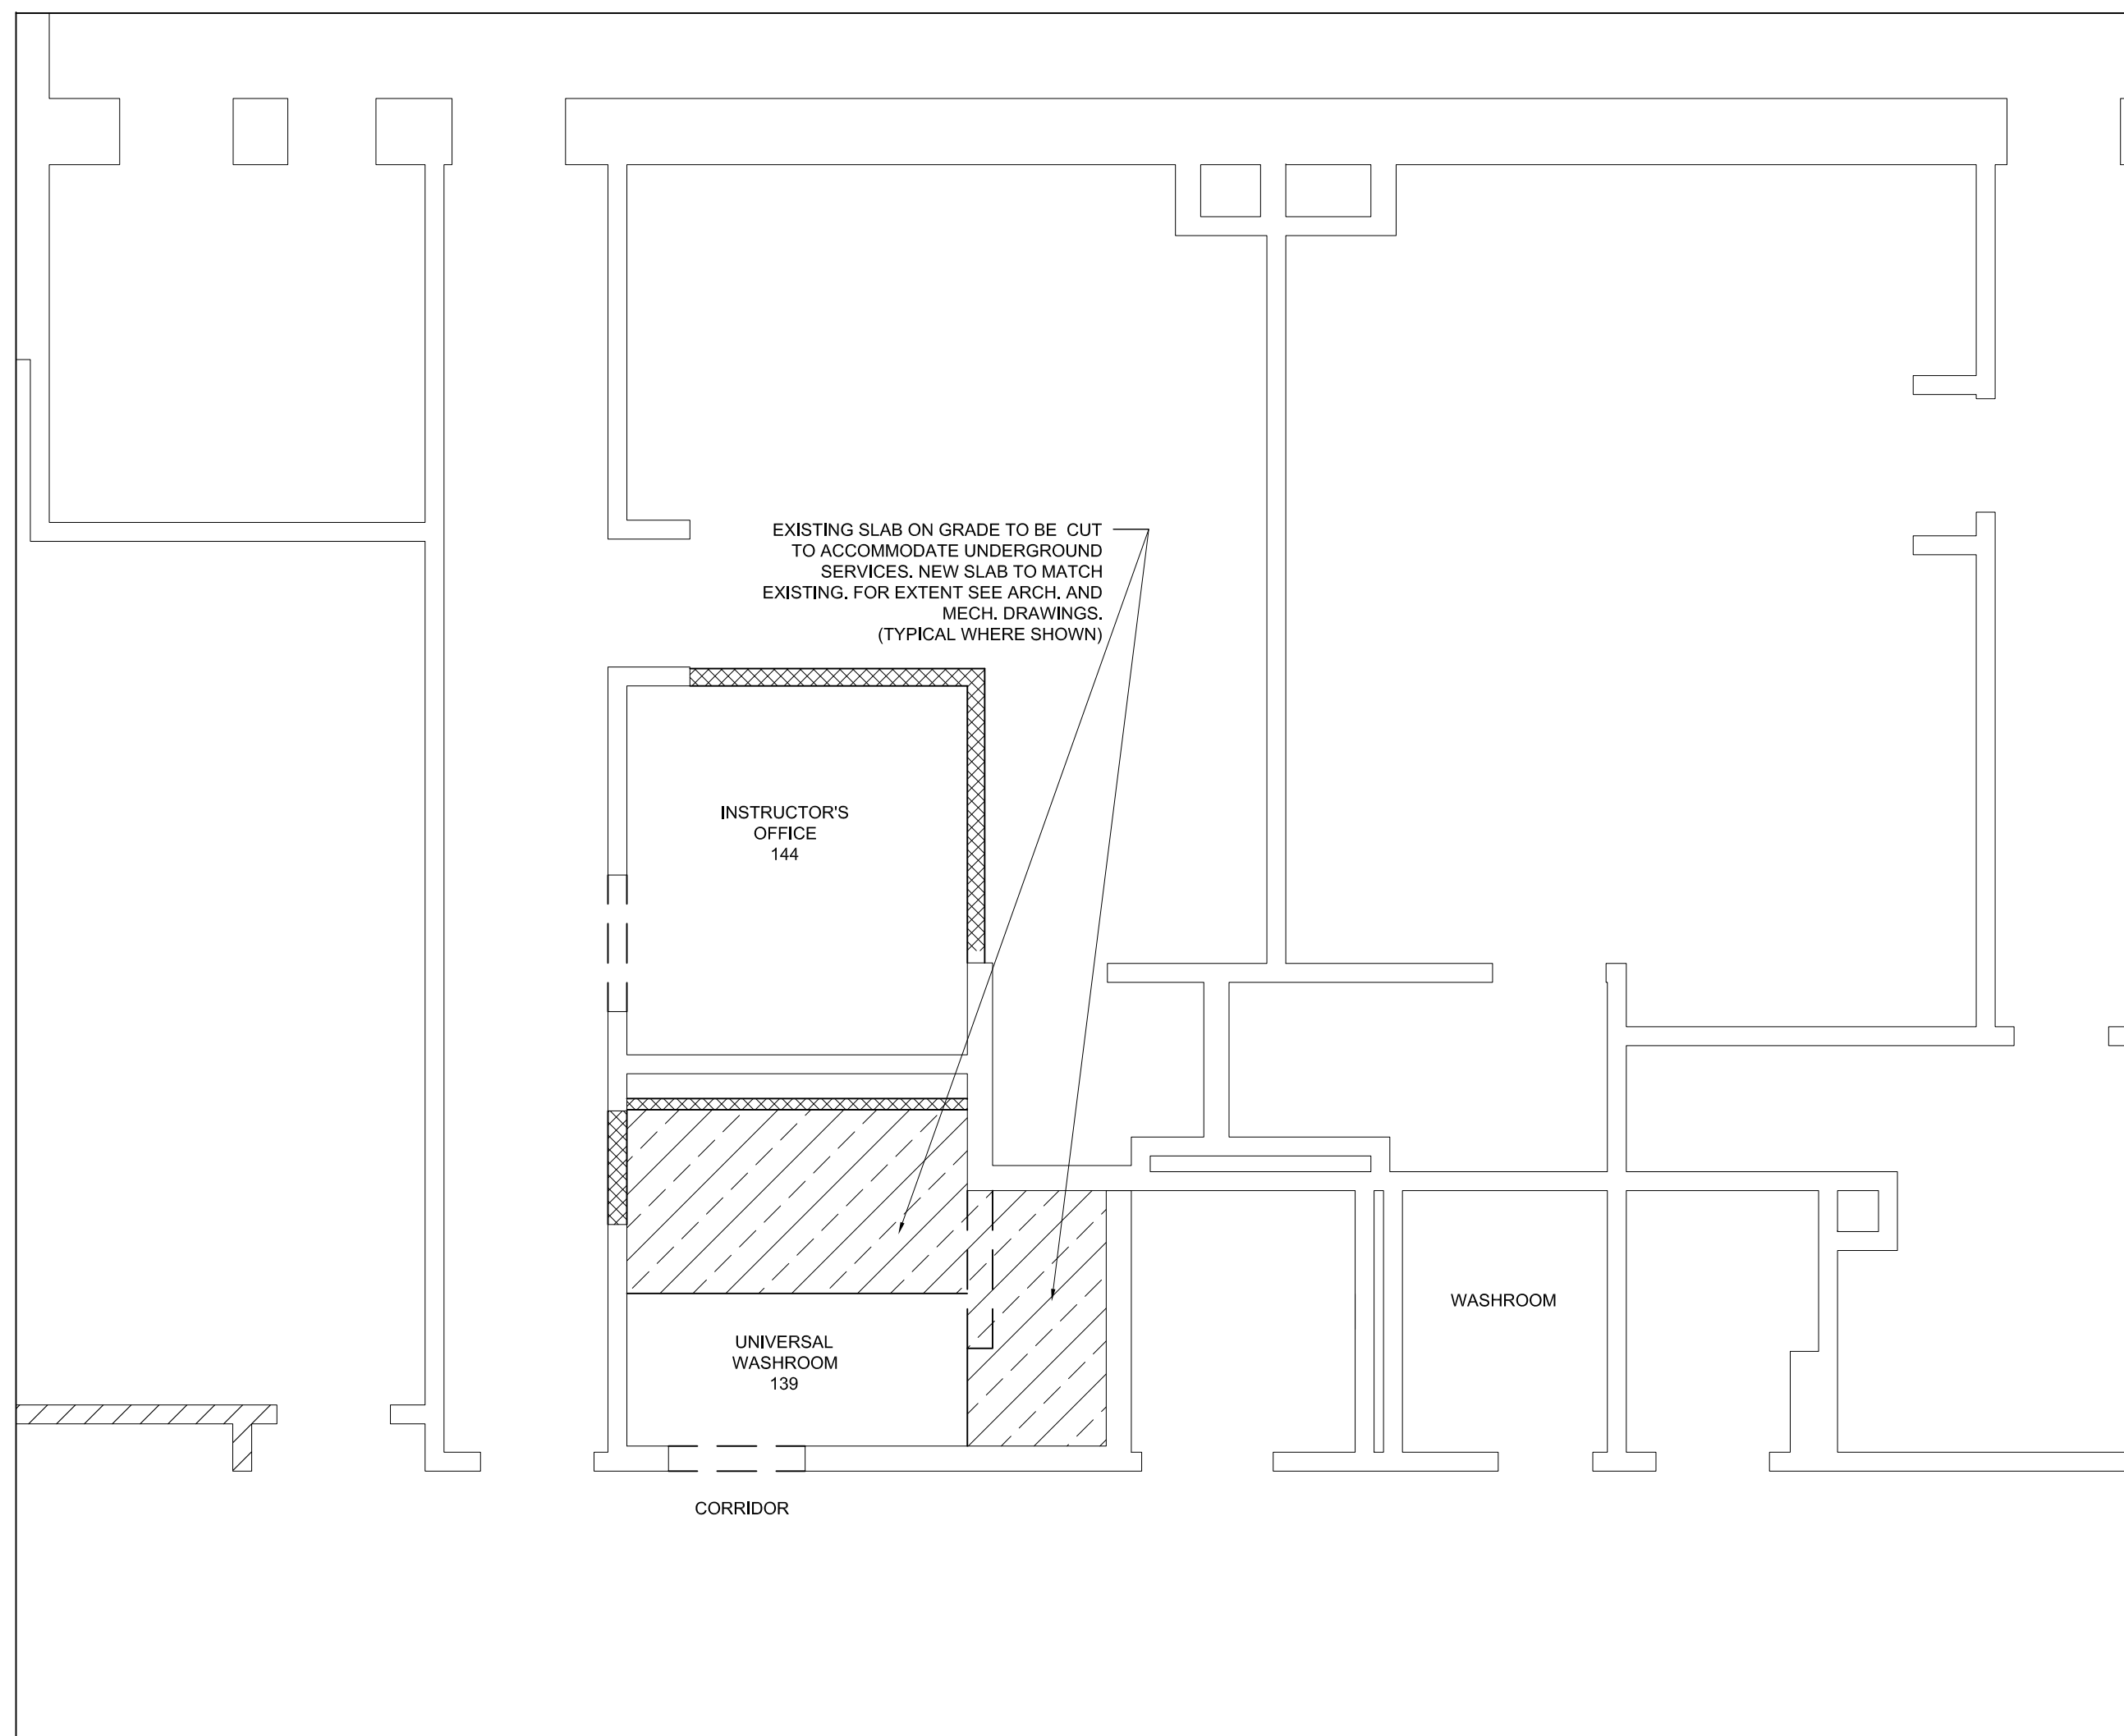 EXISTING SLAB ON GRADE TO BE  CUT
TO ACCOMMODATE UNDERGROUND
SERVICES. NEW SLAB TO MATCH
EXISTING. FOR EXTENT SEE ARCH. AND
MECH. DRAWINGS.
(TYPICAL WHERE SHOWN)
INSTRUCTOR'S
OFFICE
144
WASHROOM
UNIVERSAL
WASHROOM
139
CORRIDOR